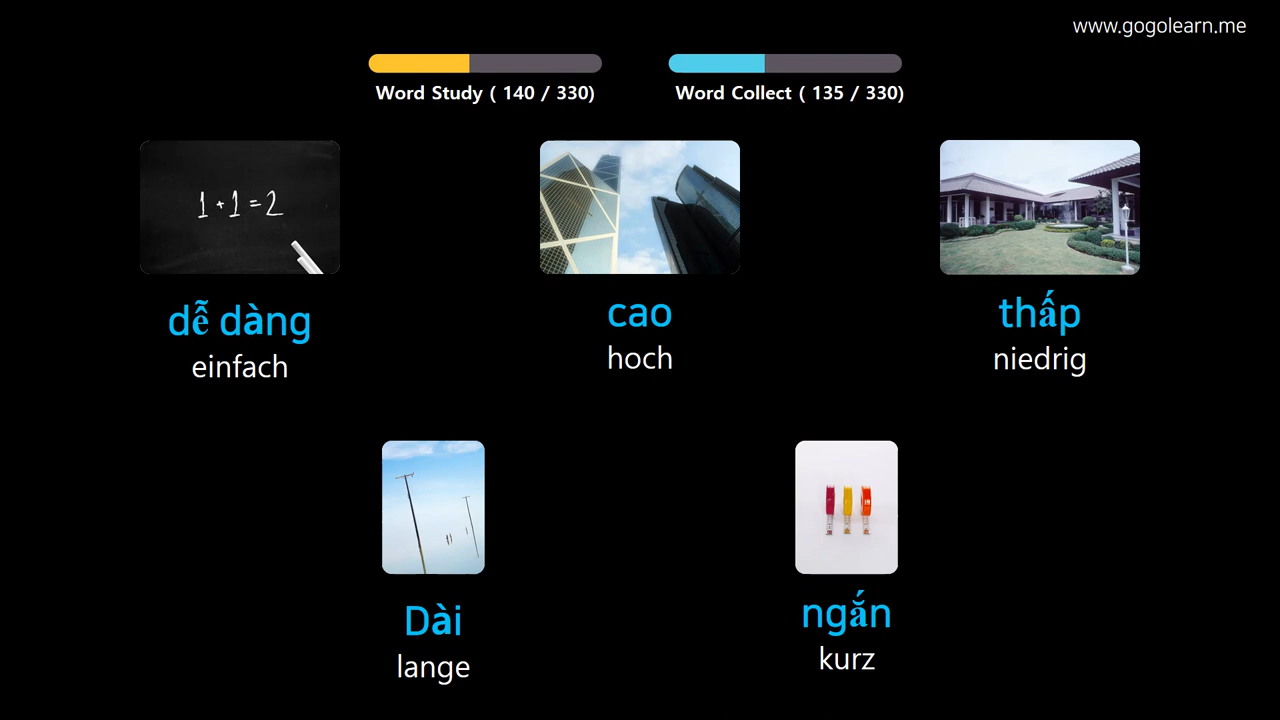 www.gogolearn.me
Word Study ( 140 / 330)
Word Collect ( 135 / 330)
1 + 1 = 2
dễ dàng
einfach
cao
hoch
thấp
niedrig
Dài
lange
ngắn
kurz